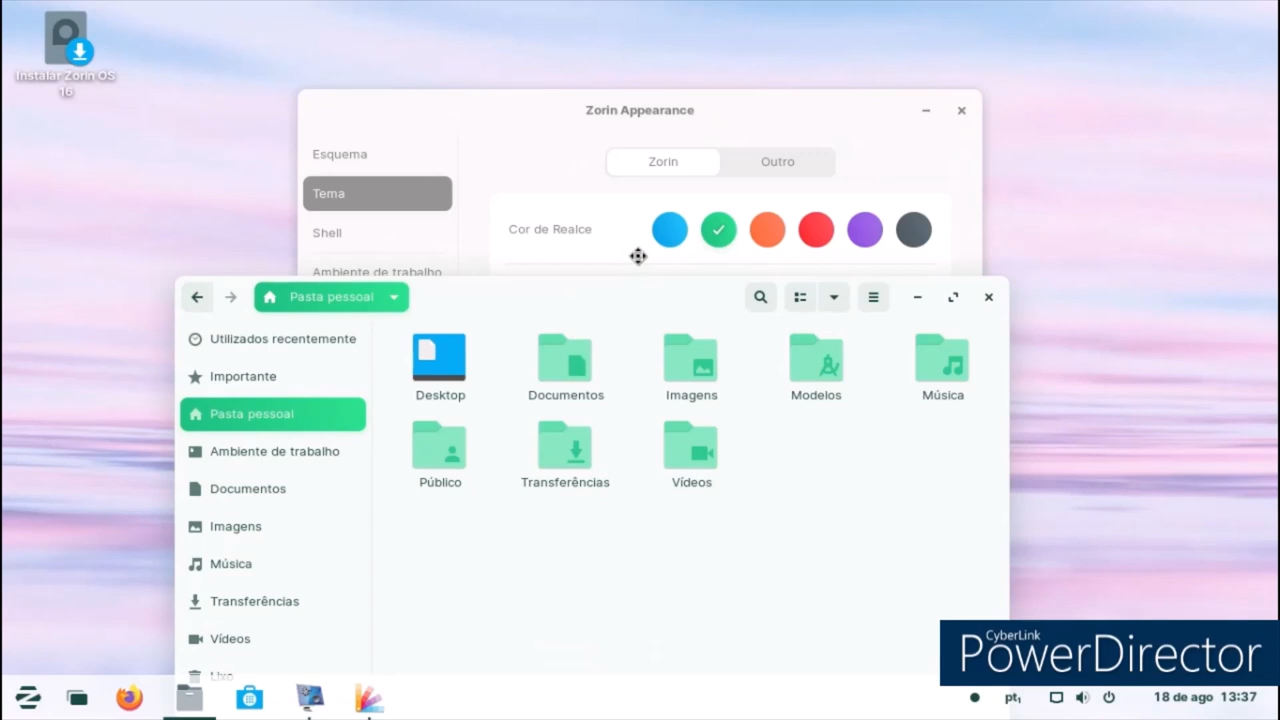 Instalar Zorin OS
16
Zorin Appearance
Esquema
Zorin
Outro
Tema
Cor de Realce
Shell
Ambiente de trabalho
Pasta pessoal
Utilizados recentemente
Importante
Pasta pessoal
Ambiente de trabalho
Documentos
Imagens
Música
Transferências
Vídeos
Lixo
Desktop
Documentos
Imagens
Modelos
Música
Público
Transferências
Vídeos
CyberLink
PowerDirector
pt₁
18 de ago 13:37